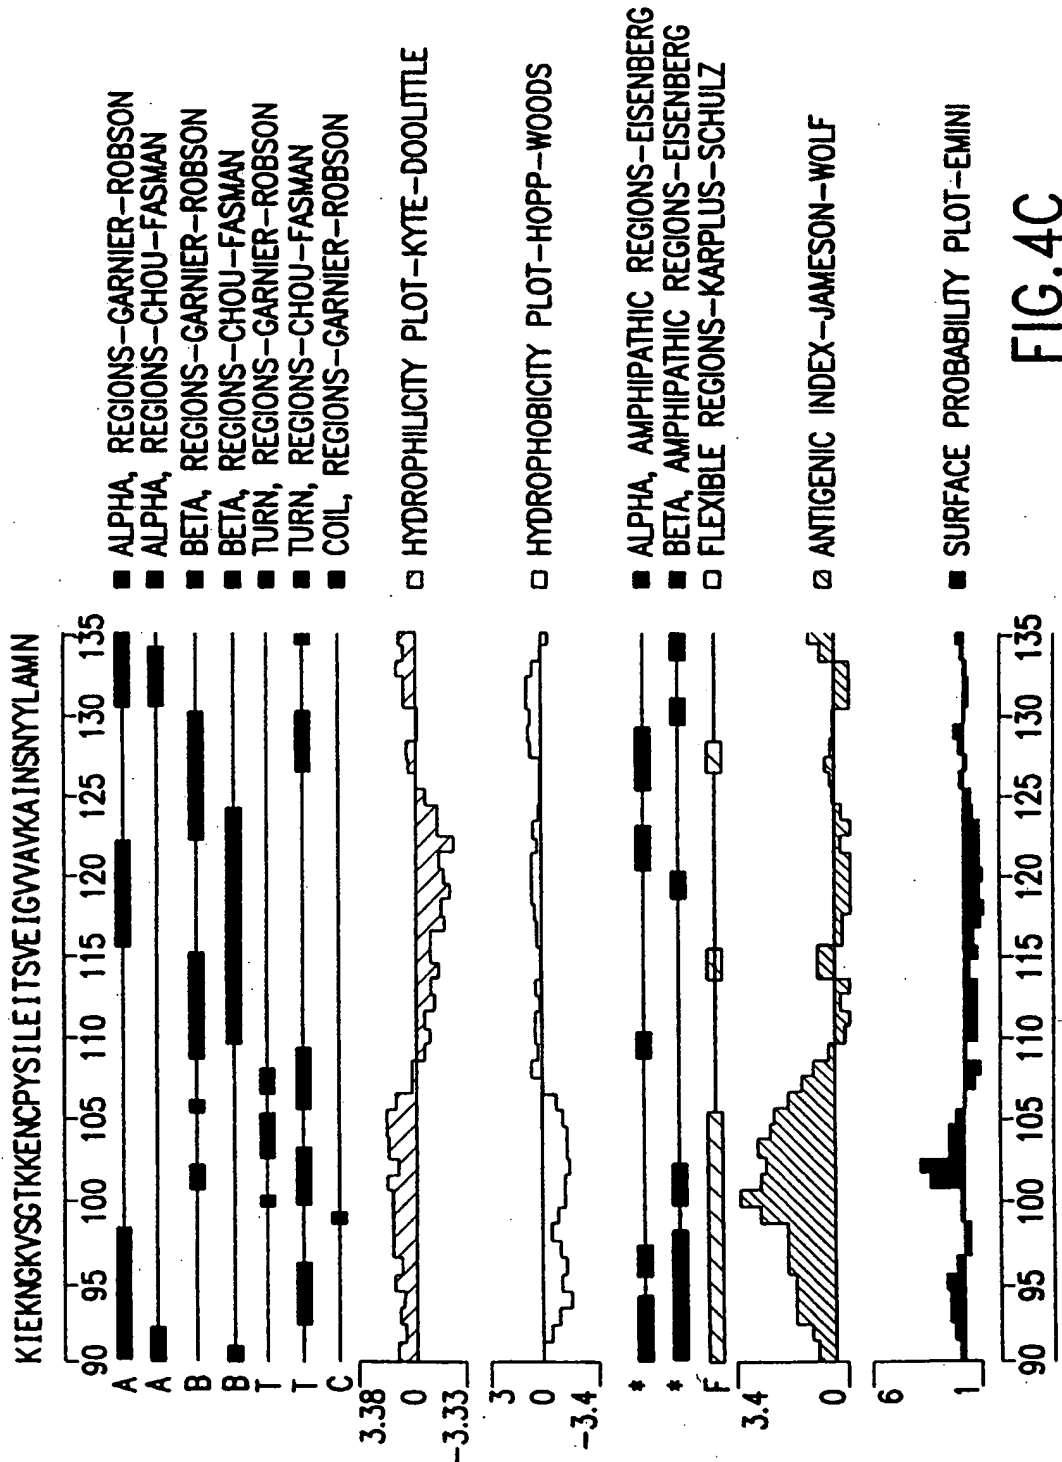 KIEKNGKVSGTKKENCPYSILEITSVEIGVVAVKAINSNYYLAMN
90 95 100 105 110 115 120 125 130 135
A ALPHA, REGIONS-GARNIER-ROBSON
A ALPHA, REGIONS-CHOU-FASMAN
B BETA, REGIONS-GARNIER-ROBSON
B BETA, REGIONS-CHOU-FASMAN
T TURN, REGIONS-GARNIER-ROBSON
T TURN, REGIONS-CHOU-FASMAN
C COIL, REGIONS-GARNIER-ROBSON
3.38
0 HYDROPHILICITY PLOT-KYTE-DOOLITTLE
-3.33
3
0 HYDROPHOBICITY PLOT-HOPP-WOODS
-3.4
* ALPHA, AMPHIPATHIC REGIONS-EISENBERG
* BETA, AMPHIPATHIC REGIONS-EISENBERG
F FLEXIBLE REGIONS-KARPLUS-SCHULZ
3.4
ANTIGENIC INDEX-JAMESON-WOLF
0
6
SURFACE PROBABILITY PLOT-EMINI
1
90 95 100 105 110 115 120 125 130 135
FIG.4C